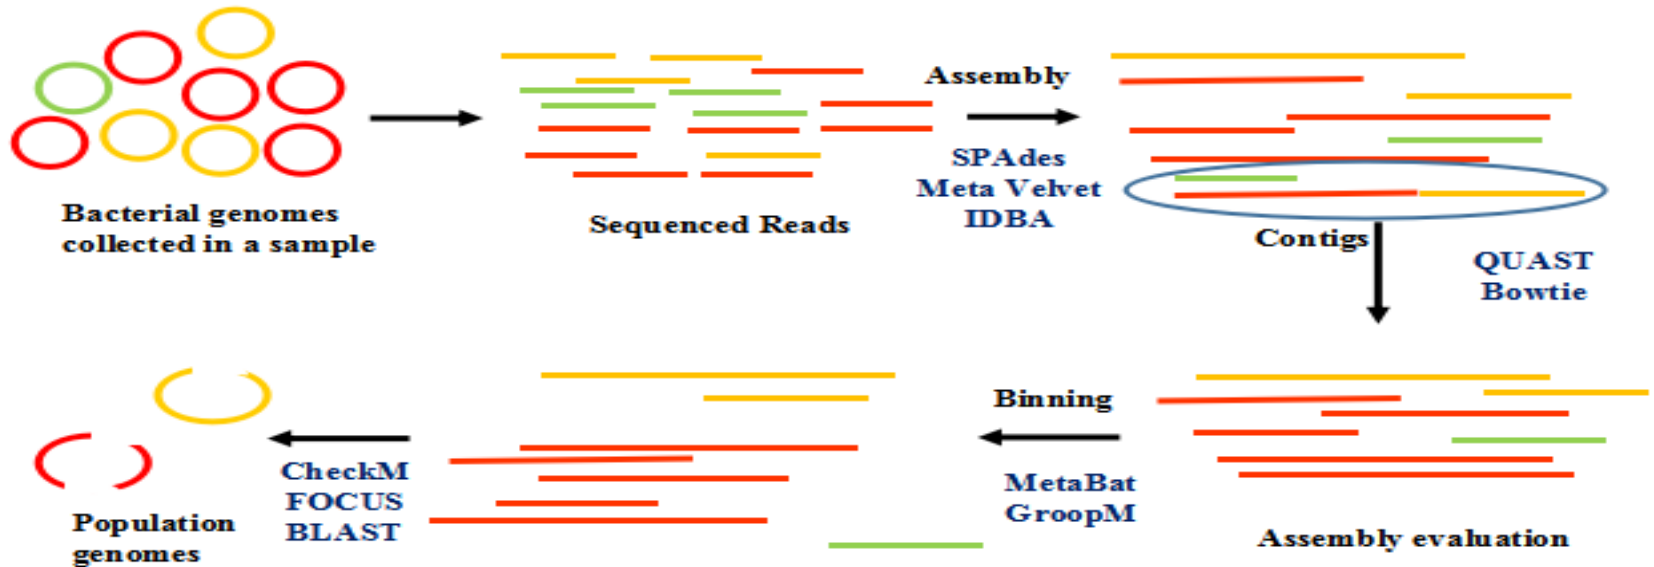 Bacterial genomes
collected in a sample
Sequenced Reads
Assembly
SPAdes
Meta Velvet
IDBA
Contigs
QUAST
Bowtie
Assembly evaluation
Binning
MetaBat
GroopM
CheckM
FOCUS
BLAST
Population
genomes